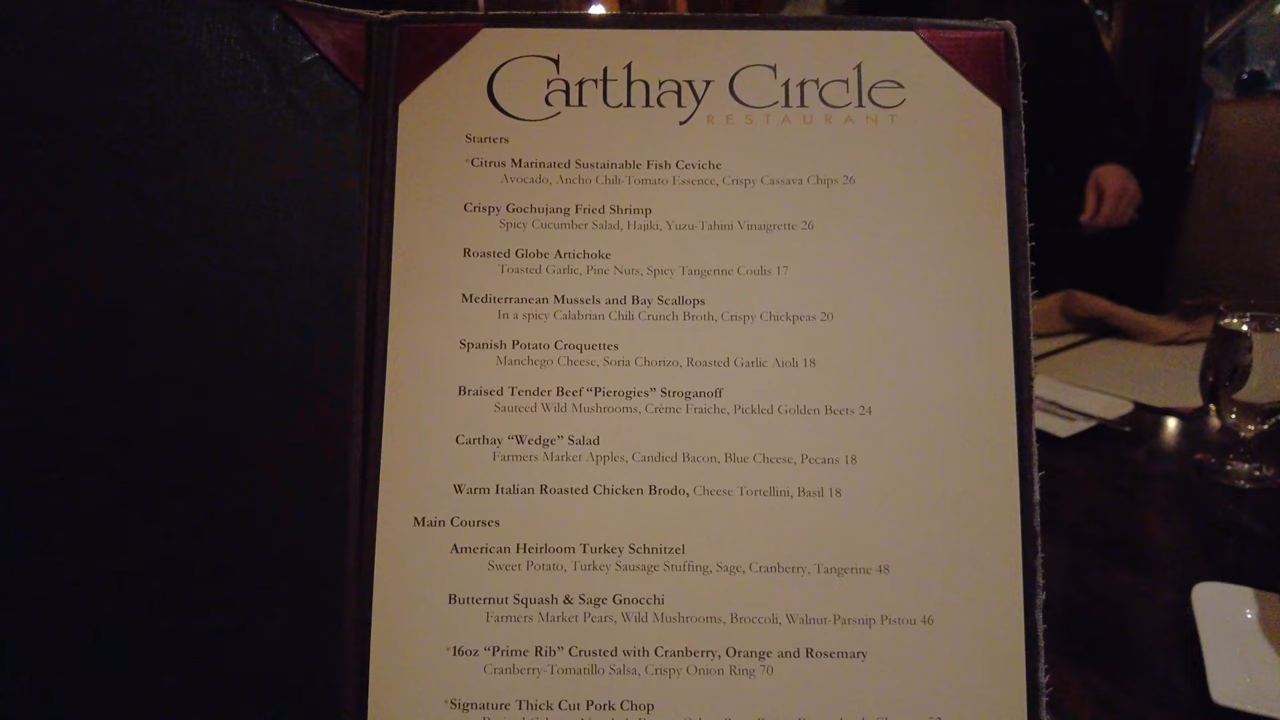 Carthay Circle
RESTAURANT
Starters
*Citrus Marinated Sustainable Fish Ceviche
Avocado, Ancho Chili-Tomato Essence, Crispy Cassava Chips 26
Crispy Gochujang Fried Shrimp
Spicy Cucumber Salad, Hajiki, Yuzu-Tahini Vinaigrette 26
Roasted Globe Artichoke
Toasted Garlic, Pine Nuts, Spicy Tangerine Coulis 17
Mediterranean Mussels and Bay Scallops
In a spicy Calabrian Chili Crunch Broth, Crispy Chickpeas 20
Spanish Potato Croquettes
Manchego Cheese, Soria Chorizo, Roasted Garlic Aioli 18
Braised Tender Beef “Pierogies” Stroganoff
Sauteed Wild Mushrooms, Crème Fraiche, Pickled Golden Beets 24
Carthay “Wedge” Salad
Farmers Market Apples, Candied Bacon, Blue Cheese, Pecans 18
Warm Italian Roasted Chicken Brodo, Cheese Tortellini, Basil 18
Main Courses
American Heirloom Turkey Schnitzel
Sweet Potato, Turkey Sausage Stuffing, Sage, Cranberry, Tangerine 48
Butternut Squash & Sage Gnocchi
Farmers Market Pears, Wild Mushrooms, Broccoli, Walnut-Parsnip Pistou 46
*16oz “Prime Rib” Crusted with Cranberry, Orange and Rosemary
Cranberry-Tomatillo Salsa, Crispy Onion Ring 70
*Signature Thick Cut Pork Chop